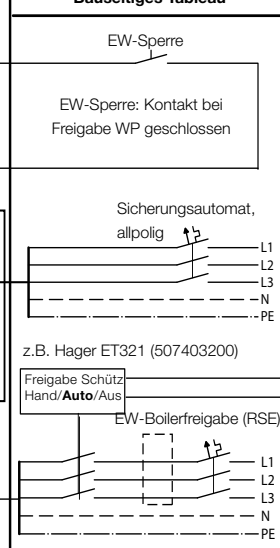 Bauseitiges Tableau
EW-Sperre
EW-Sperre: Kontakt bei
Freigabe WP geschlossen
Sicherungsautomat,
allpolig
L1
L2
L3
N
PE
z.B. Hager ET321 (507403200)
Freigabe Schütz
Hand/Auto/Aus
EW-Boilerfreigabe (RSE)
L1
L2
L3
N
PE